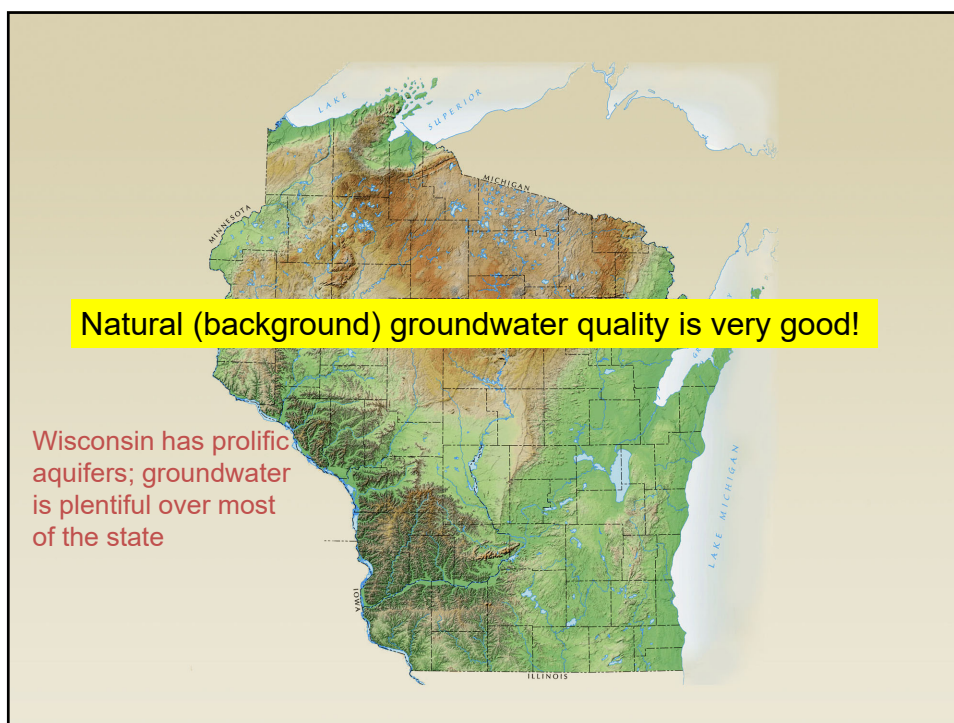 LAKE SUPERIOR
MICHIGAN
MINNESOTA
Natural (background) groundwater quality is very good!
Wisconsin has prolific
aquifers; groundwater
is plentiful over most
of the state
LAKE MICHIGAN
IOWA
ILLINOIS